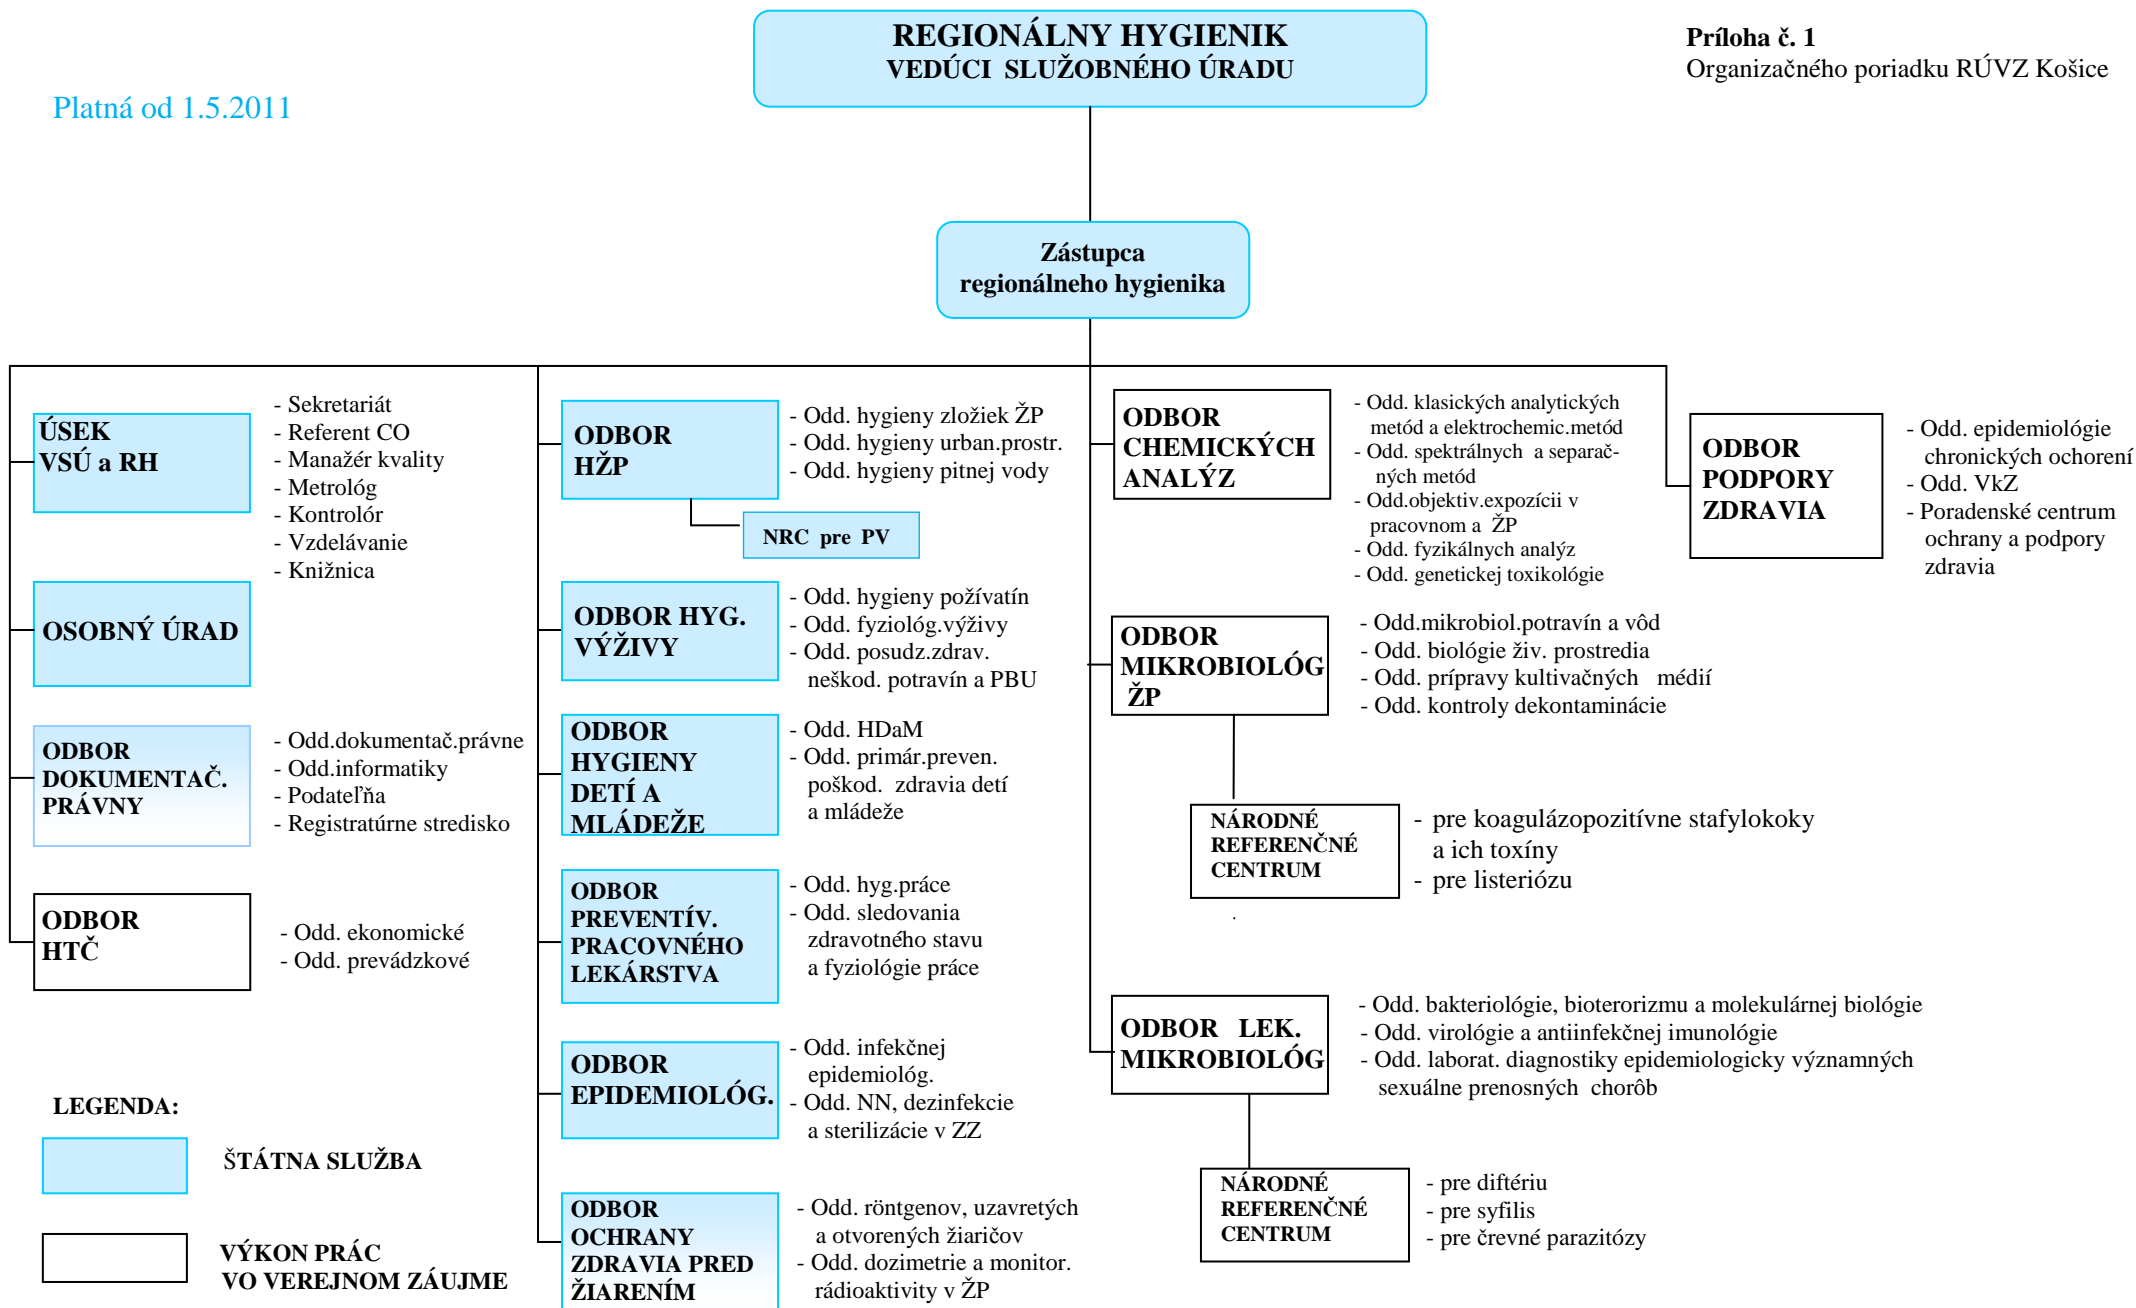 REGIONÁLNY HYGIENIK
VEDÚCI SLUŽOBNÉHO ÚRADU
Príloha č. 1
Organizačného poriadku RÚVZ Košice
Platná od 1.5.2011
Zástupca
regionálneho hygienika
ÚSEK
VSÚ a RH
- Sekretariát
- Referent CO
- Manažér kvality
- Metrológ
- Kontrolór
- Vzdelávanie
- Knižnica
OSOBNÝ ÚRAD
ODBOR
DOKUMENTAČ.
PRÁVNY
- Odd.dokumentač.právne
- Odd.informatiky
- Podateľňa
- Registratúrne stredisko
ODBOR
HTČ
- Odd. ekonomické
- Odd. prevádzkové
ODBOR
HŽP
- Odd. hygieny zložiek ŽP
- Odd. hygieny urban.prostr.
- Odd. hygieny pitnej vody
NRC pre PV
ODBOR HYG.
VÝŽIVY
- Odd. hygieny požívatín
- Odd. fyziológ.výživy
- Odd. posudz.zdrav.
neškod. potravín a PBU
ODBOR
HYGIENY
DETÍ A
MLÁDEŽE
- Odd. HDaM
- Odd. primár.preven.
poškod. zdravia detí
a mládeže
ODBOR
PREVENTÍV.
PRACOVNÉHO
LEKÁRSTVA
- Odd. hyg.práce
- Odd. sledovania
zdravotného stavu
a fyziológie práce
ODBOR
EPIDEMIOLÓG.
- Odd. infekčnej
epidemiológ.
- Odd. NN, dezinfekcie
a sterilizácie v ZZ
ODBOR
OCHRANY
ZDRAVIA PRED
ŽIARENÍM
- Odd. röntgenov, uzavretých
a otvorených žiaričov
- Odd. dozimetrie a monitor.
rádioaktivity v ŽP
ODBOR
CHEMICKÝCH
ANALÝZ
- Odd. klasických analytických
metód a elektrochemic.metód
- Odd. spektrálnych a separač-
ných metód
- Odd.objektiv.expozícii v
pracovnom a ŽP
- Odd. fyzikálnych analýz
- Odd. genetickej toxikológie
ODBOR
MIKROBIOLÓG
ŽP
- Odd.mikrobiol.potravín a vôd
- Odd. biológie živ. prostredia
- Odd. prípravy kultivačných médií
- Odd. kontroly dekontaminácie
NÁRODNÉ
REFERENČNÉ
CENTRUM
- pre koagulázopozitívne stafylokoky
a ich toxíny
- pre listeriózu
.
ODBOR LEK.
MIKROBIOLÓG
- Odd. bakteriológie, bioterorizmu a molekulárnej biológie
- Odd. virológie a antiinfekčnej imunológie
- Odd. laborat. diagnostiky epidemiologicky významných
sexuálne prenosných chorôb
NÁRODNÉ
REFERENČNÉ
CENTRUM
- pre diftériu
- pre syfilis
- pre črevné parazitózy
ODBOR
PODPORY
ZDRAVIA
- Odd. epidemiológie
chronických ochorení
- Odd. VkZ
- Poradenské centrum
ochrany a podpory
zdravia
LEGENDA:
ŠTÁTNA SLUŽBA
VÝKON PRÁC
VO VEREJNOM ZÁUJME